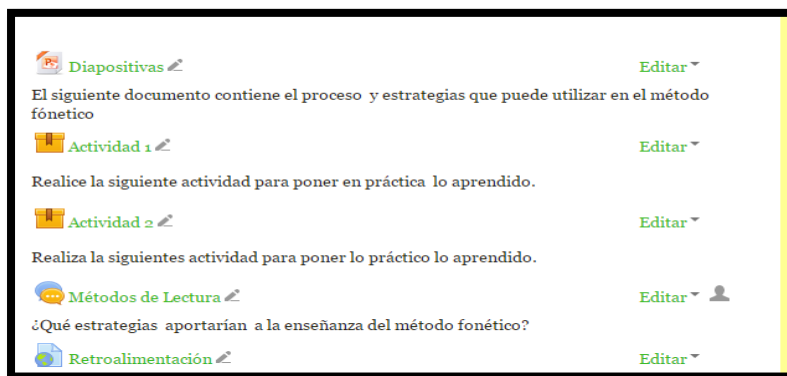 Diapositivas Editar
El siguiente documento contiene el proceso y estrategias que puede utilizar en el método
fónetico
Actividad 1 Editar
Realice la siguiente actividad para poner en práctica lo aprendido.
Actividad 2 Editar
Realiza la siguientes actividad para poner lo práctico lo aprendido.
Métodos de Lectura Editar
¿Qué estrategias aportarían a la enseñanza del método fonético?
Retroalimentación Editar